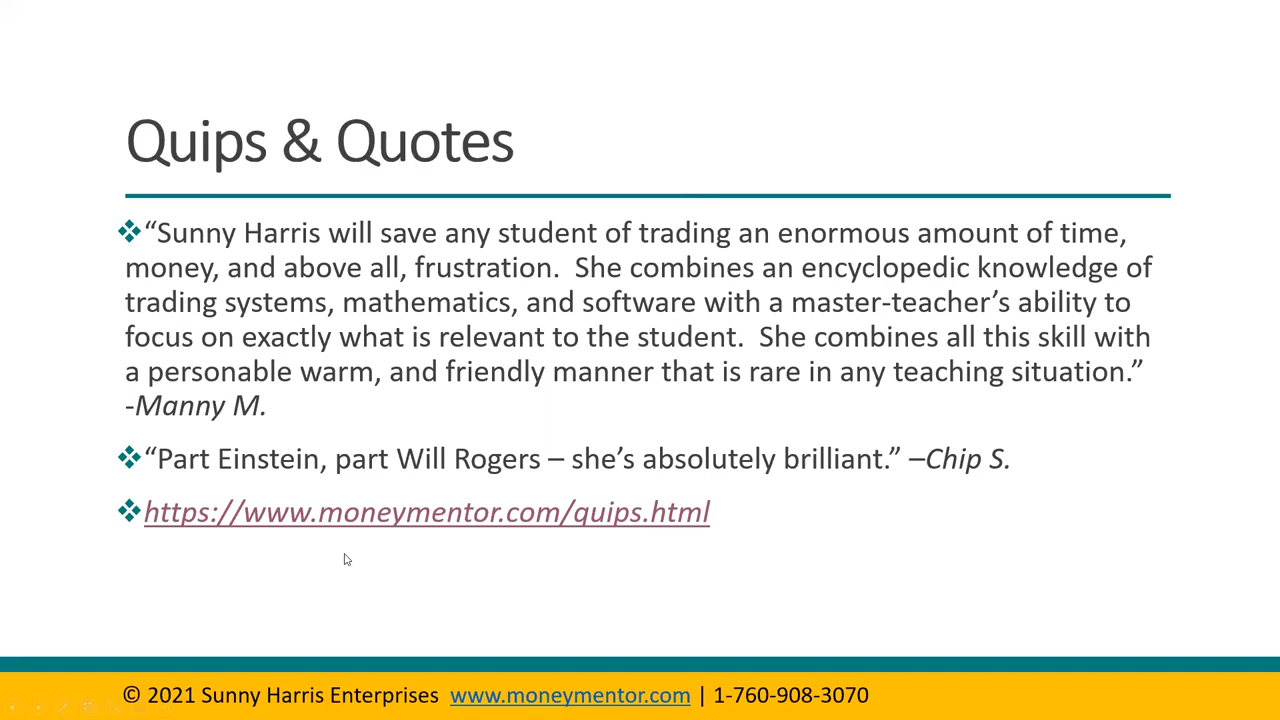 Quips & Quotes
“Sunny Harris will save any student of trading an enormous amount of time,
money, and above all, frustration.  She combines an encyclopedic knowledge of
trading systems, mathematics, and software with a master-teacher’s ability to
focus on exactly what is relevant to the student.  She combines all this skill with
a personable warm, and friendly manner that is rare in any teaching situation.”
-Manny M.
“Part Einstein, part Will Rogers – she’s absolutely brilliant.” –Chip S.
https://www.moneymentor.com/quips.html
© 2021 Sunny Harris Enterprises  www.moneymentor.com | 1-760-908-3070